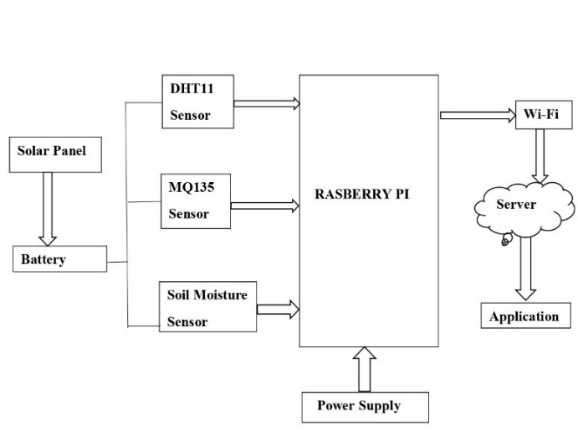 DHT11
Sensor
Solar Panel
MQ135
Sensor
Battery
Soil Moisture
Sensor
RASBERRY PI
Power Supply
Wi-Fi
Server
Application